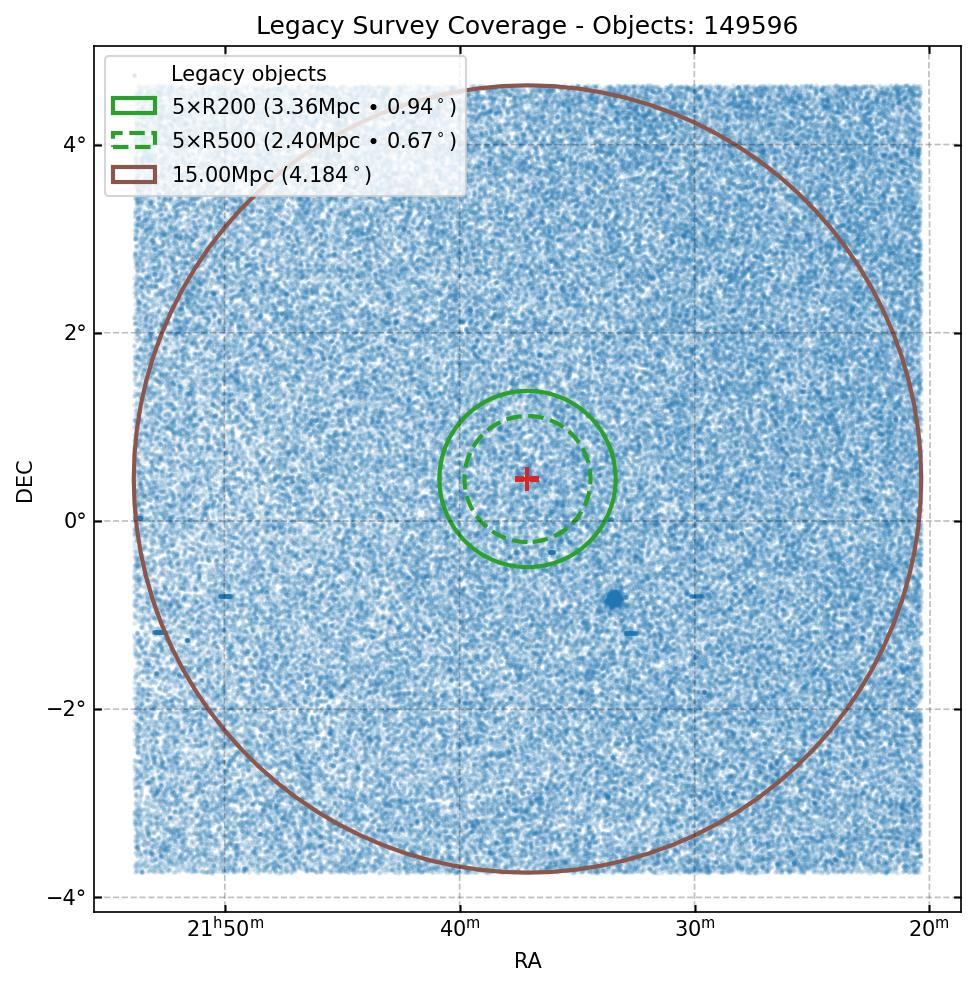 Legacy Survey Coverage - Objects: 149596
Legacy objects
5×R200 (3.36Mpc • 0.94°)
5×R500 (2.40Mpc • 0.67°)
15.00Mpc (4.184°)
4°
2°
0°
−2°
−4°
DEC
21ʰ50ᵐ 40ᵐ 30ᵐ 20ᵐ
RA